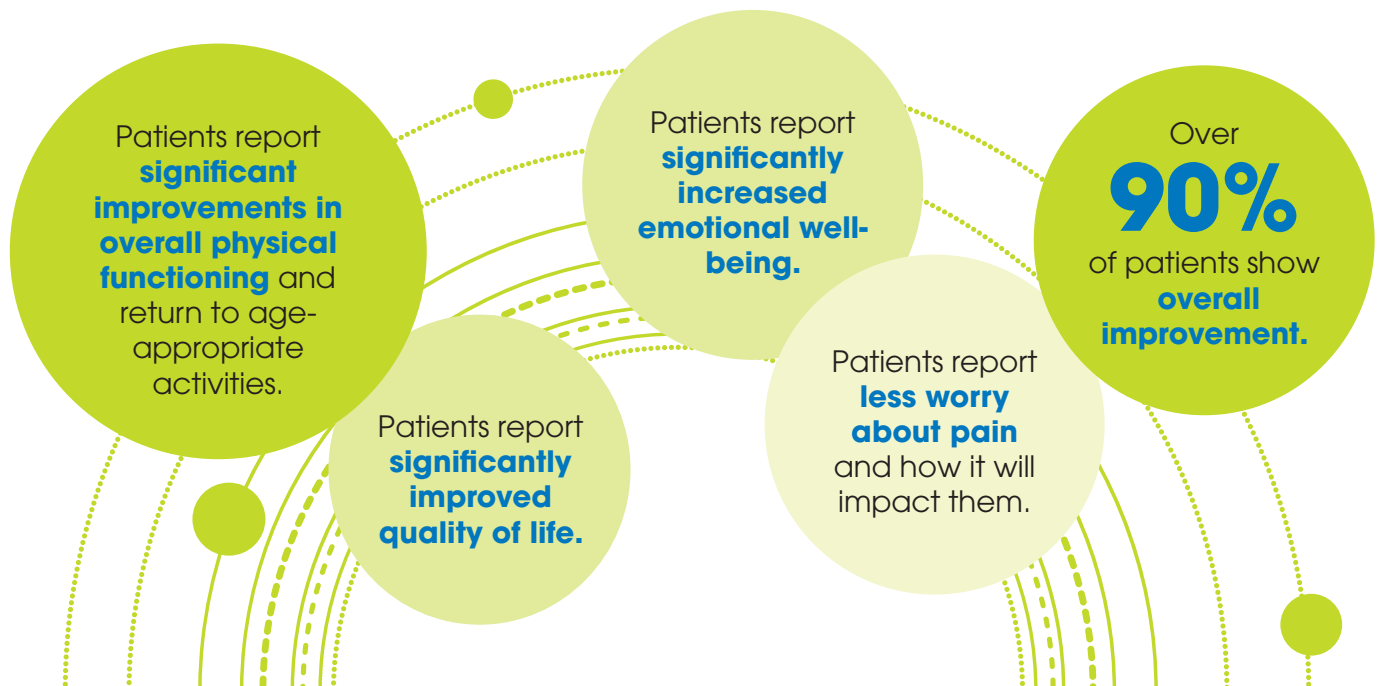 Patients report
significant
improvements in
overall physical
functioning and
return to age-
appropriate
activities.
Patients report
significantly
improved
quality of life.
Patients report
significantly
increased
emotional well-
being.
Patients report
less worry
about pain
and how it will
impact them.
Over
90%
of patients show
overall
improvement.